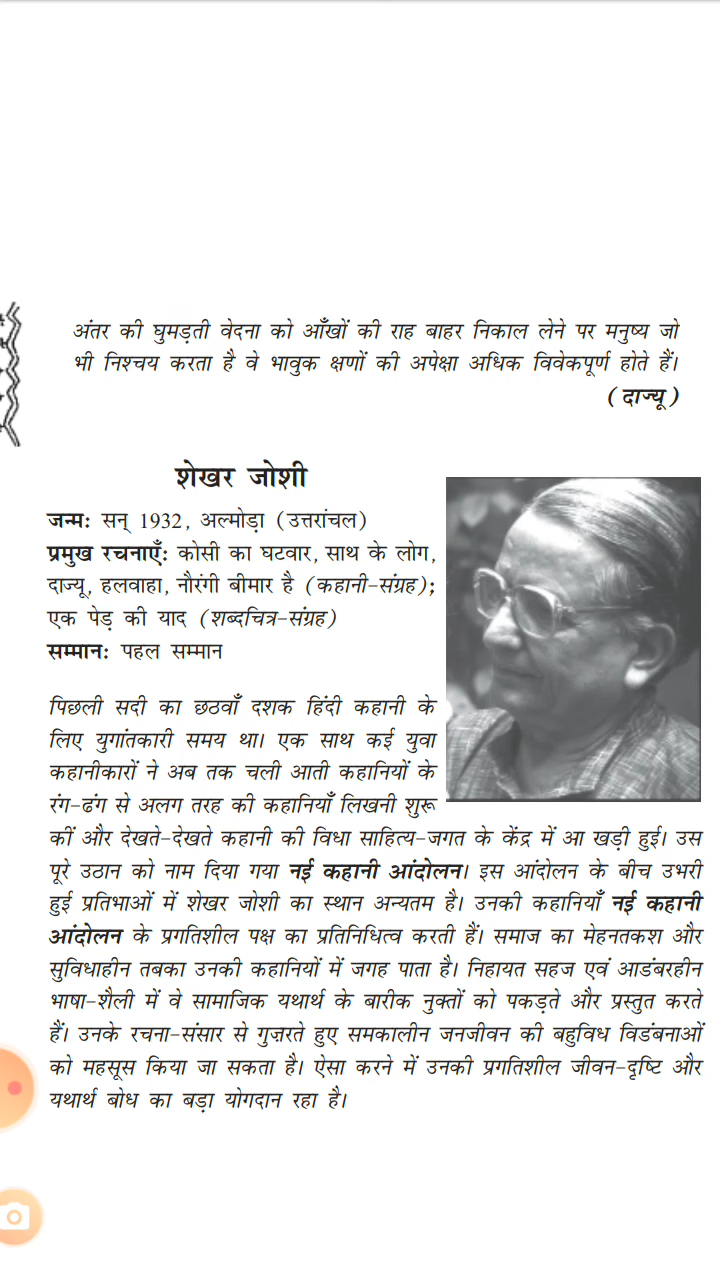 अंतर की घुमड़ती वेदना को आँखों की राह बाहर निकाल लेने पर मनुष्य जो
भी निश्चय करता है वे भावुक क्षणों की अपेक्षा अधिक विवेकपूर्ण होते हैं।
(दाज्यू)
शेखर जोशी
जन्म: सन् 1932, अल्मोड़ा (उत्तरांचल)
प्रमुख रचनाएँ: कोसी का घटवार, साथ के लोग,
दाज्यू, हलवाहा, नौरंगी बीमार है (कहानी-संग्रह);
एक पेड़ की याद (शब्दचित्र-संग्रह)
सम्मान: पहल सम्मान
पिछली सदी का छठवाँ दशक हिंदी कहानी के
लिए युगांतकारी समय था। एक साथ कई युवा
कहानीकारों ने अब तक चली आती कहानियों के
रंग-ढंग से अलग तरह की कहानियाँ लिखनी शुरू
कीं और देखते-देखते कहानी की विधा साहित्य-जगत के केंद्र में आ खड़ी हुई। उस
पूरे उठान को नाम दिया गया नई कहानी आंदोलन। इस आंदोलन के बीच उभरी
हुई प्रतिभाओं में शेखर जोशी का स्थान अन्यतम है। उनकी कहानियाँ नई कहानी
आंदोलन के प्रगतिशील पक्ष का प्रतिनिधित्व करती हैं। समाज का मेहनतकश और
सुविधाहीन तबका उनकी कहानियों में जगह पाता है। निहायत सहज एवं आडंबरहीन
भाषा-शैली में वे सामाजिक यथार्थ के बारीक नुक्तों को पकड़ते और प्रस्तुत करते
हैं। उनके रचना-संसार से गुज़रते हुए समकालीन जनजीवन की बहुविध विडंबनाओं
को महसूस किया जा सकता है। ऐसा करने में उनकी प्रगतिशील जीवन-दृष्टि और
यथार्थ बोध का बड़ा योगदान रहा है।